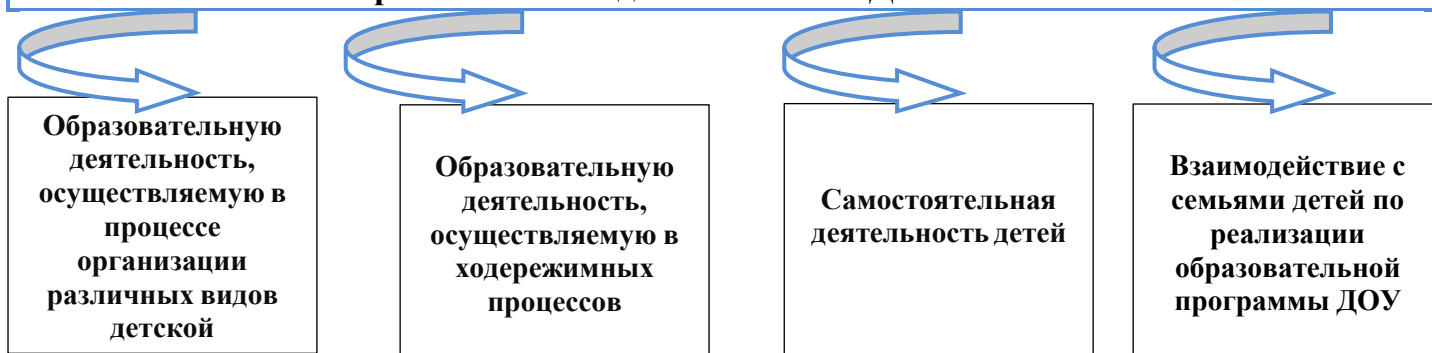 Образовательную
деятельность,
осуществляемую в
процессе
организации
различных видов
детской
Образовательную
деятельность,
осуществляемую в
ходережимных
процессов
Самостоятельная
деятельность детей
Взаимодействие с
семьями детей по
реализации
образовательной
программы ДОУ